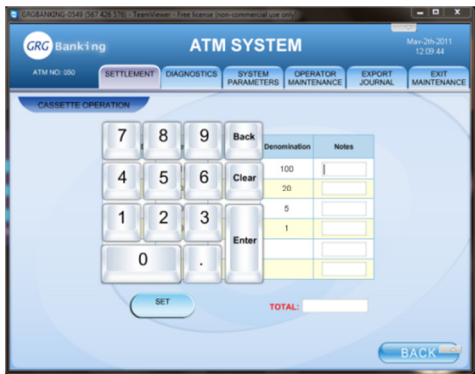 GRGBANKING-0549 (567 426 576) - TeamViewer - Free license (non-commercial use only)
GRG Banking
ATM SYSTEM
May-2th-2011
12:09:44
ATM NO: 050
SETTLEMENT
DIAGNOSTICS
SYSTEM PARAMETERS
OPERATOR MAINTENANCE
EXPORT JOURNAL
EXIT MAINTENANCE
CASSETTE OPERATION
7 8 9 Back
Denomination Notes
4 5 6 Clear
100
20
1 2 3
5
1
Enter
0 .
SET
TOTAL:
BACK